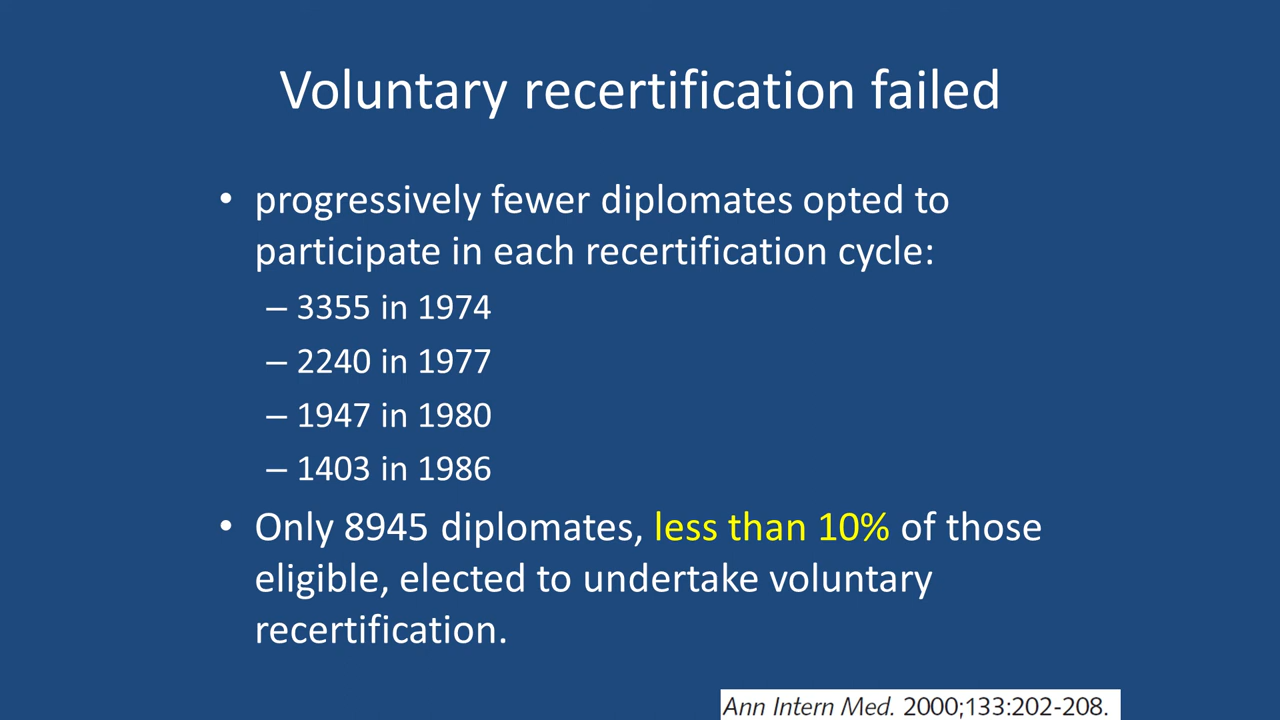 Voluntary recertification failed
• progressively fewer diplomates opted to
participate in each recertification cycle:
– 3355 in 1974
– 2240 in 1977
– 1947 in 1980
– 1403 in 1986
• Only 8945 diplomates, less than 10% of those
eligible, elected to undertake voluntary
recertification.
Ann Intern Med. 2000;133:202-208.